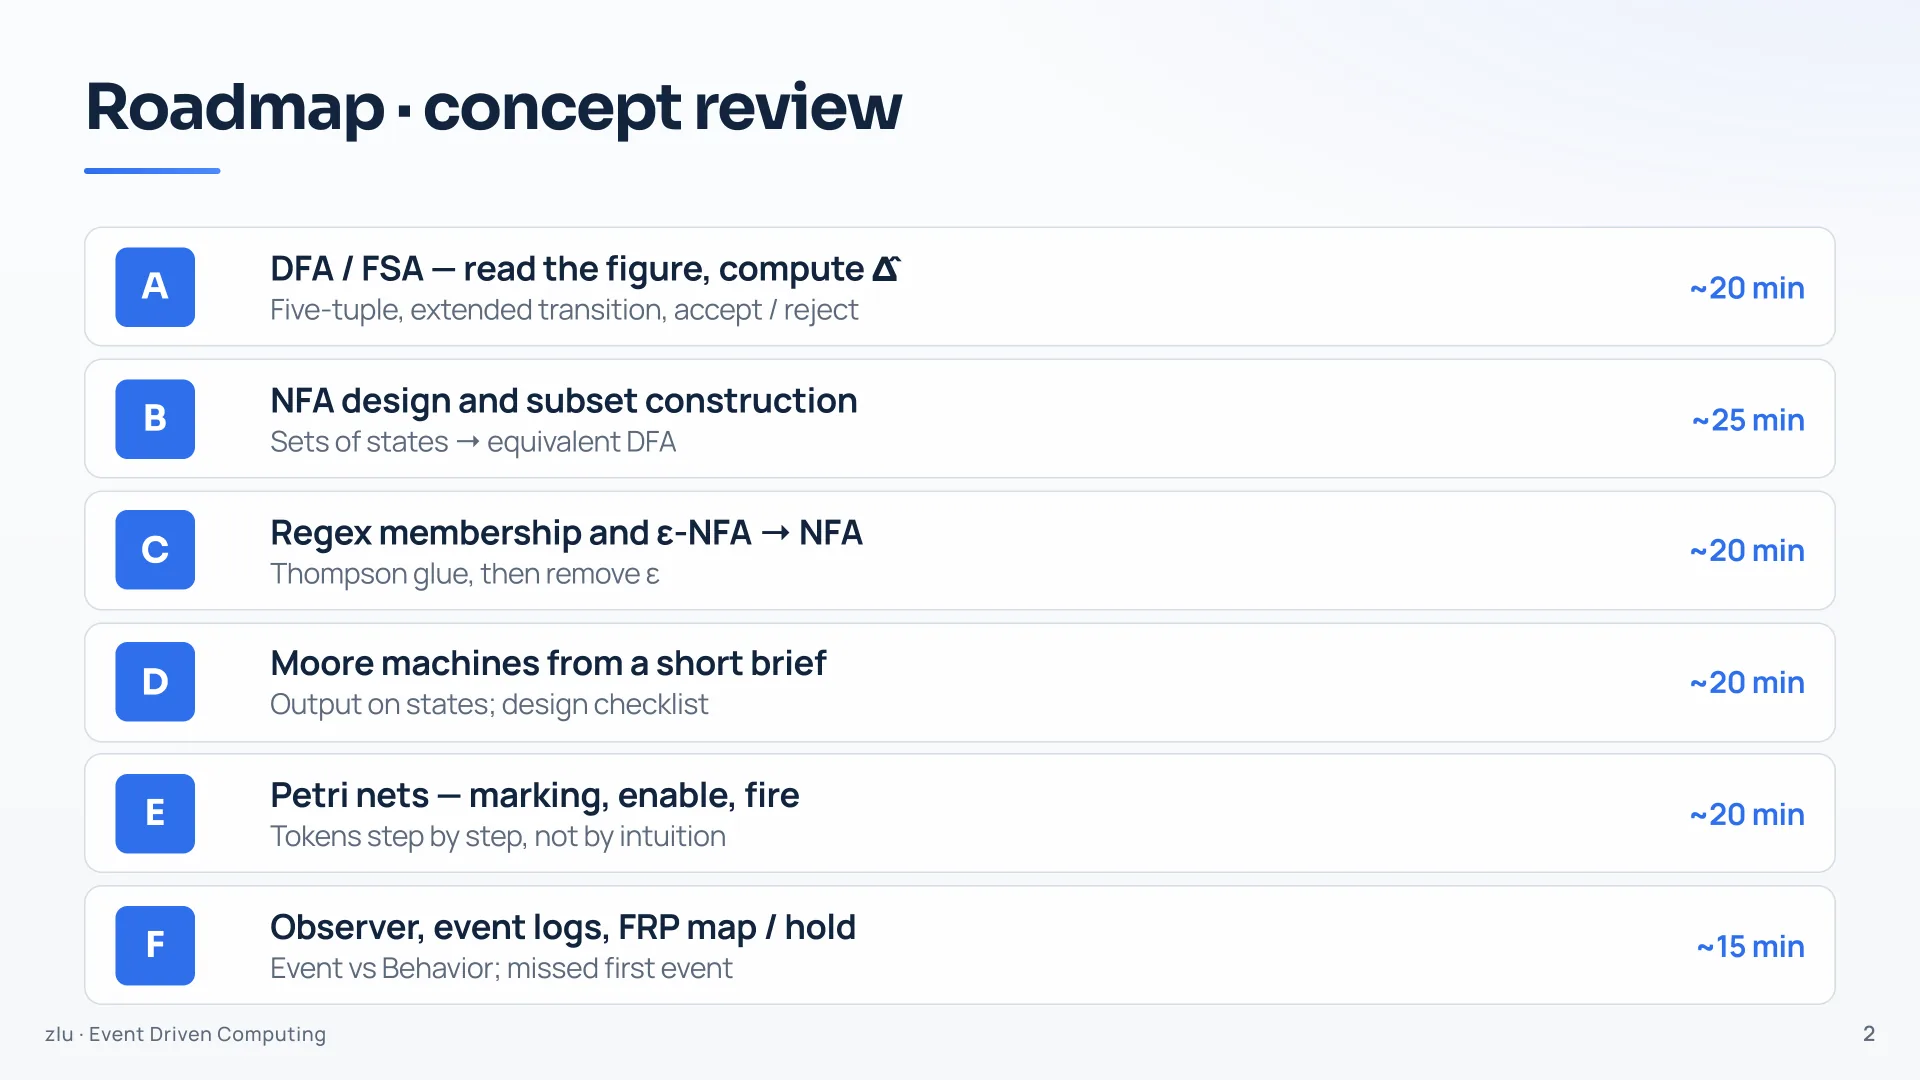 Roadmap · concept review
A
DFA / FSA — read the figure, compute Δ̂
Five-tuple, extended transition, accept / reject
~20 min
B
NFA design and subset construction
Sets of states → equivalent DFA
~25 min
C
Regex membership and ε-NFA → NFA
Thompson glue, then remove ε
~20 min
D
Moore machines from a short brief
Output on states; design checklist
~20 min
E
Petri nets — marking, enable, fire
Tokens step by step, not by intuition
~20 min
F
Observer, event logs, FRP map / hold
Event vs Behavior; missed first event
~15 min
zlu · Event Driven Computing
2